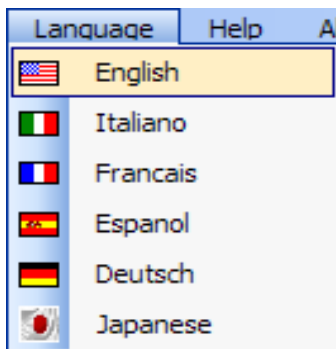 Language Help A
English
Italiano
Francais
Espanol
Deutsch
Japanese